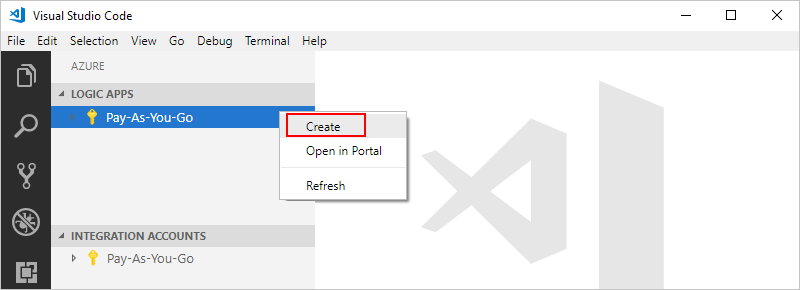 Visual Studio Code
File Edit Selection View Go Debug Terminal Help
AZURE
LOGIC APPS
Pay-As-You-Go
Create
Open in Portal
Refresh
INTEGRATION ACCOUNTS
Pay-As-You-Go